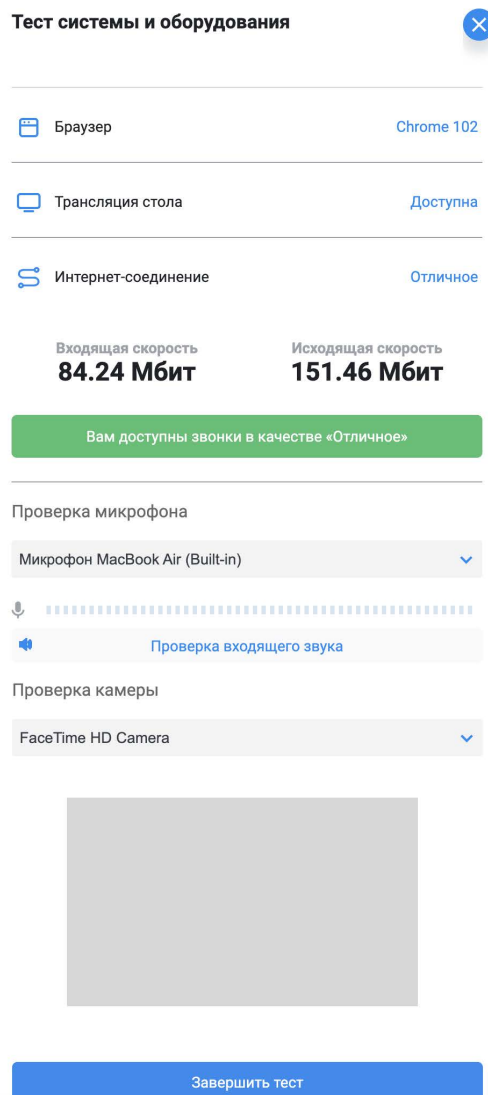 Тест системы и оборудования
Браузер
Chrome 102
Трансляция стола
Доступна
Интернет-соединение
Отличное
Входящая скорость
84.24 Мбит
Исходящая скорость
151.46 Мбит
Вам доступны звонки в качестве «Отличное»
Проверка микрофона
Микрофон MacBook Air (Built-in)
Проверка входящего звука
Проверка камеры
FaceTime HD Camera
Завершить тест